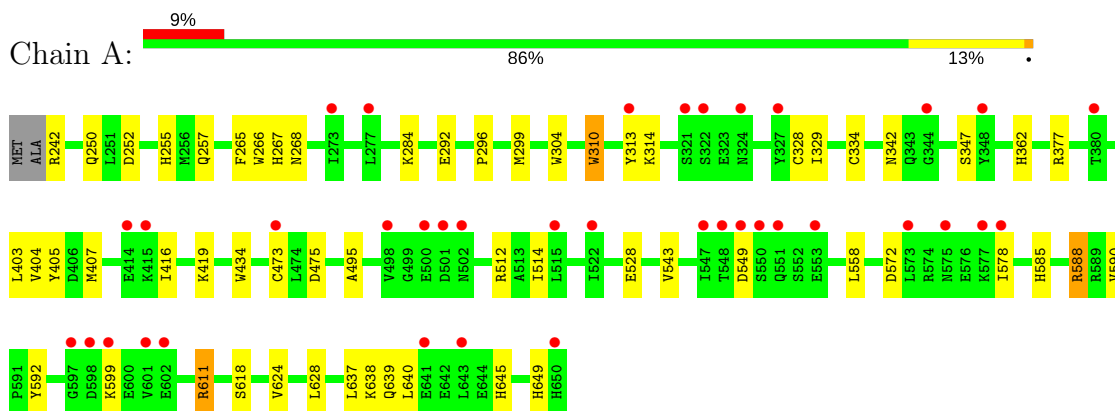 9%
Chain A:
86% 13% •
MET ALA R242 Q250 L251 D252 H255 M256 Q257 F265 W266 H267 N268 I273 L277 K284 E292 P296 M299 W304 W310 Y313 K314 S321 S322 E323 N324 Y327 C328 I329 C334 N342 Q343 G344 S347 Y348 H362 R377 T380
L403 V404 Y405 D406 M407 E414 K415 I416 K419 W434 C473 L474 D475 A495 V498 G499 E500 D501 N502 R512 A513 I514 L515 I522 E528 V543 I547 T548 D549 S550 Q551 S552 E553 L558 D572 L573 R574 N575 E576 K577 I578 H585 R588 R589
P591 Y592 G597 D598 K599 E600 V601 E602 R611 S618 V624 L628 L637 K638 Q639 L640 E641 E642 L643 E644 H645 H649 H650